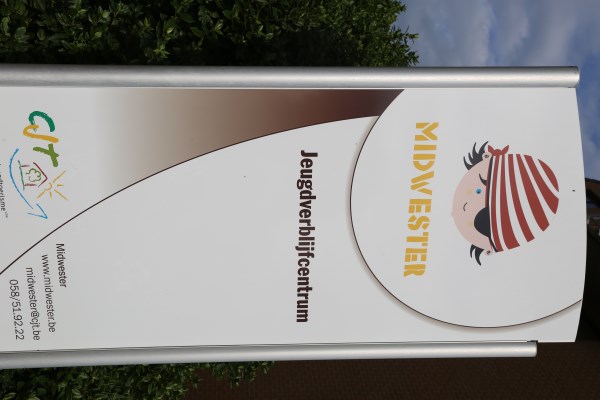 MIDWESTER
Jeugdverblijfcentrum
Midwester
www.midwester.be
midwester@cjt.be
058/51.92.22
cjt